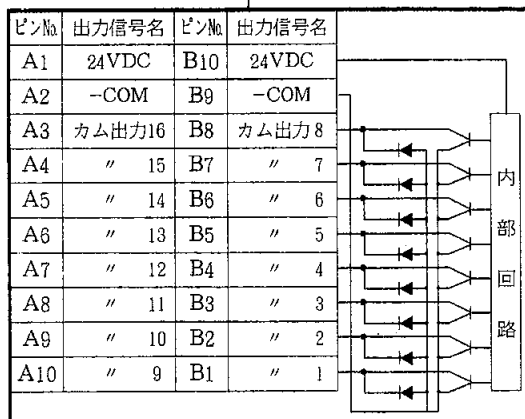 ピン№ 出力信号名 ピン№ 出力信号名
A1 24VDC B10 24VDC
A2 -COM B9 -COM
A3 カム出力16 B8 カム出力8
A4 〃 15 B7 〃 7
A5 〃 14 B6 〃 6
A6 〃 13 B5 〃 5
A7 〃 12 B4 〃 4
A8 〃 11 B3 〃 3
A9 〃 10 B2 〃 2
A10 〃 9 B1 〃 1
内部回路